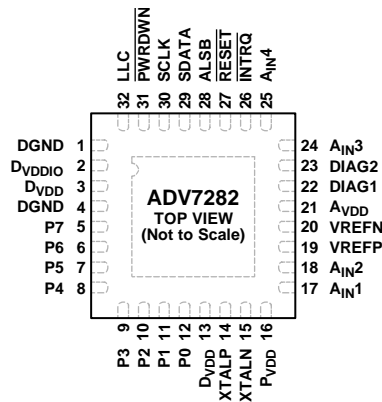 32 LLC
31 PWRDWN
30 SCLK
29 SDATA
28 ALSB
27 RESET
26 INTRQ
25 AIN4
DGND 1
DVDDIO 2
DVDD 3
DGND 4
P7 5
P6 6
P5 7
P4 8
ADV7282
TOP VIEW
(Not to Scale)
24 AIN3
23 DIAG2
22 DIAG1
21 AVDD
20 VREFN
19 VREFP
18 AIN2
17 AIN1
P3 9
P2 10
P1 11
P0 12
DVDD 13
XTALP 14
XTALN 15
PVDD 16